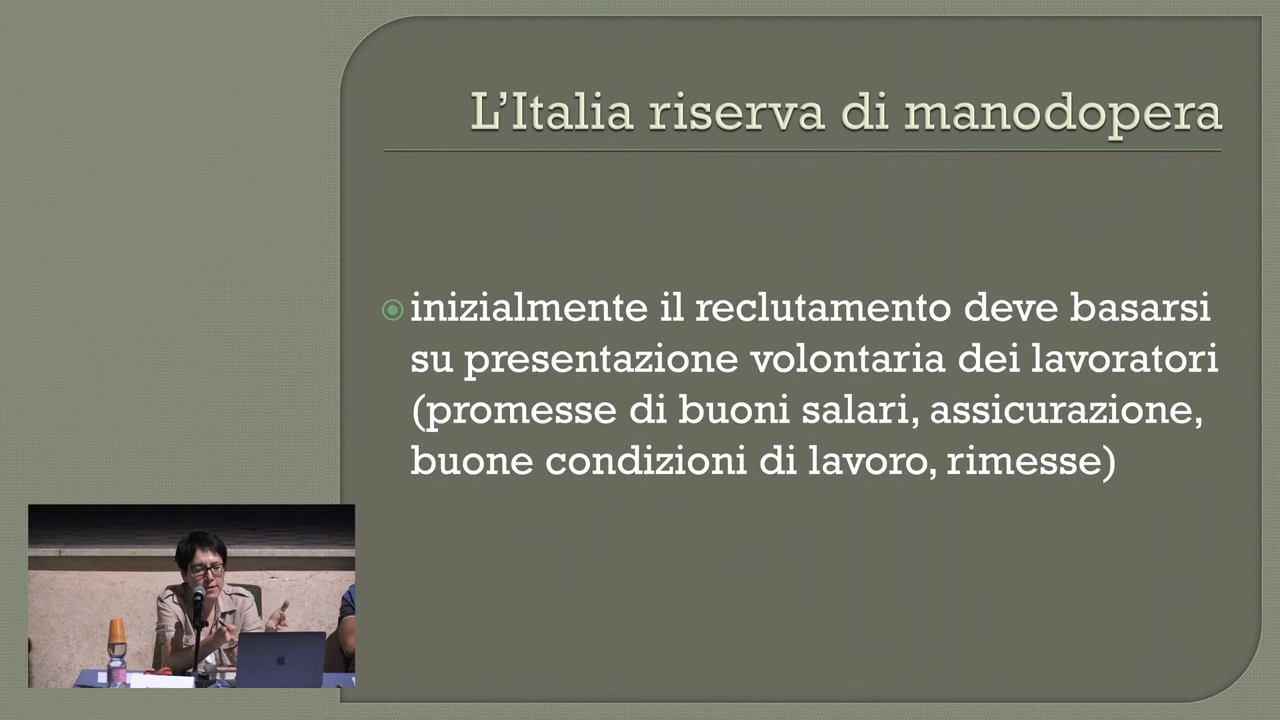 L’Italia riserva di manodopera
inizialmente il reclutamento deve basarsi
su presentazione volontaria dei lavoratori
(promesse di buoni salari, assicurazione,
buone condizioni di lavoro, rimesse)